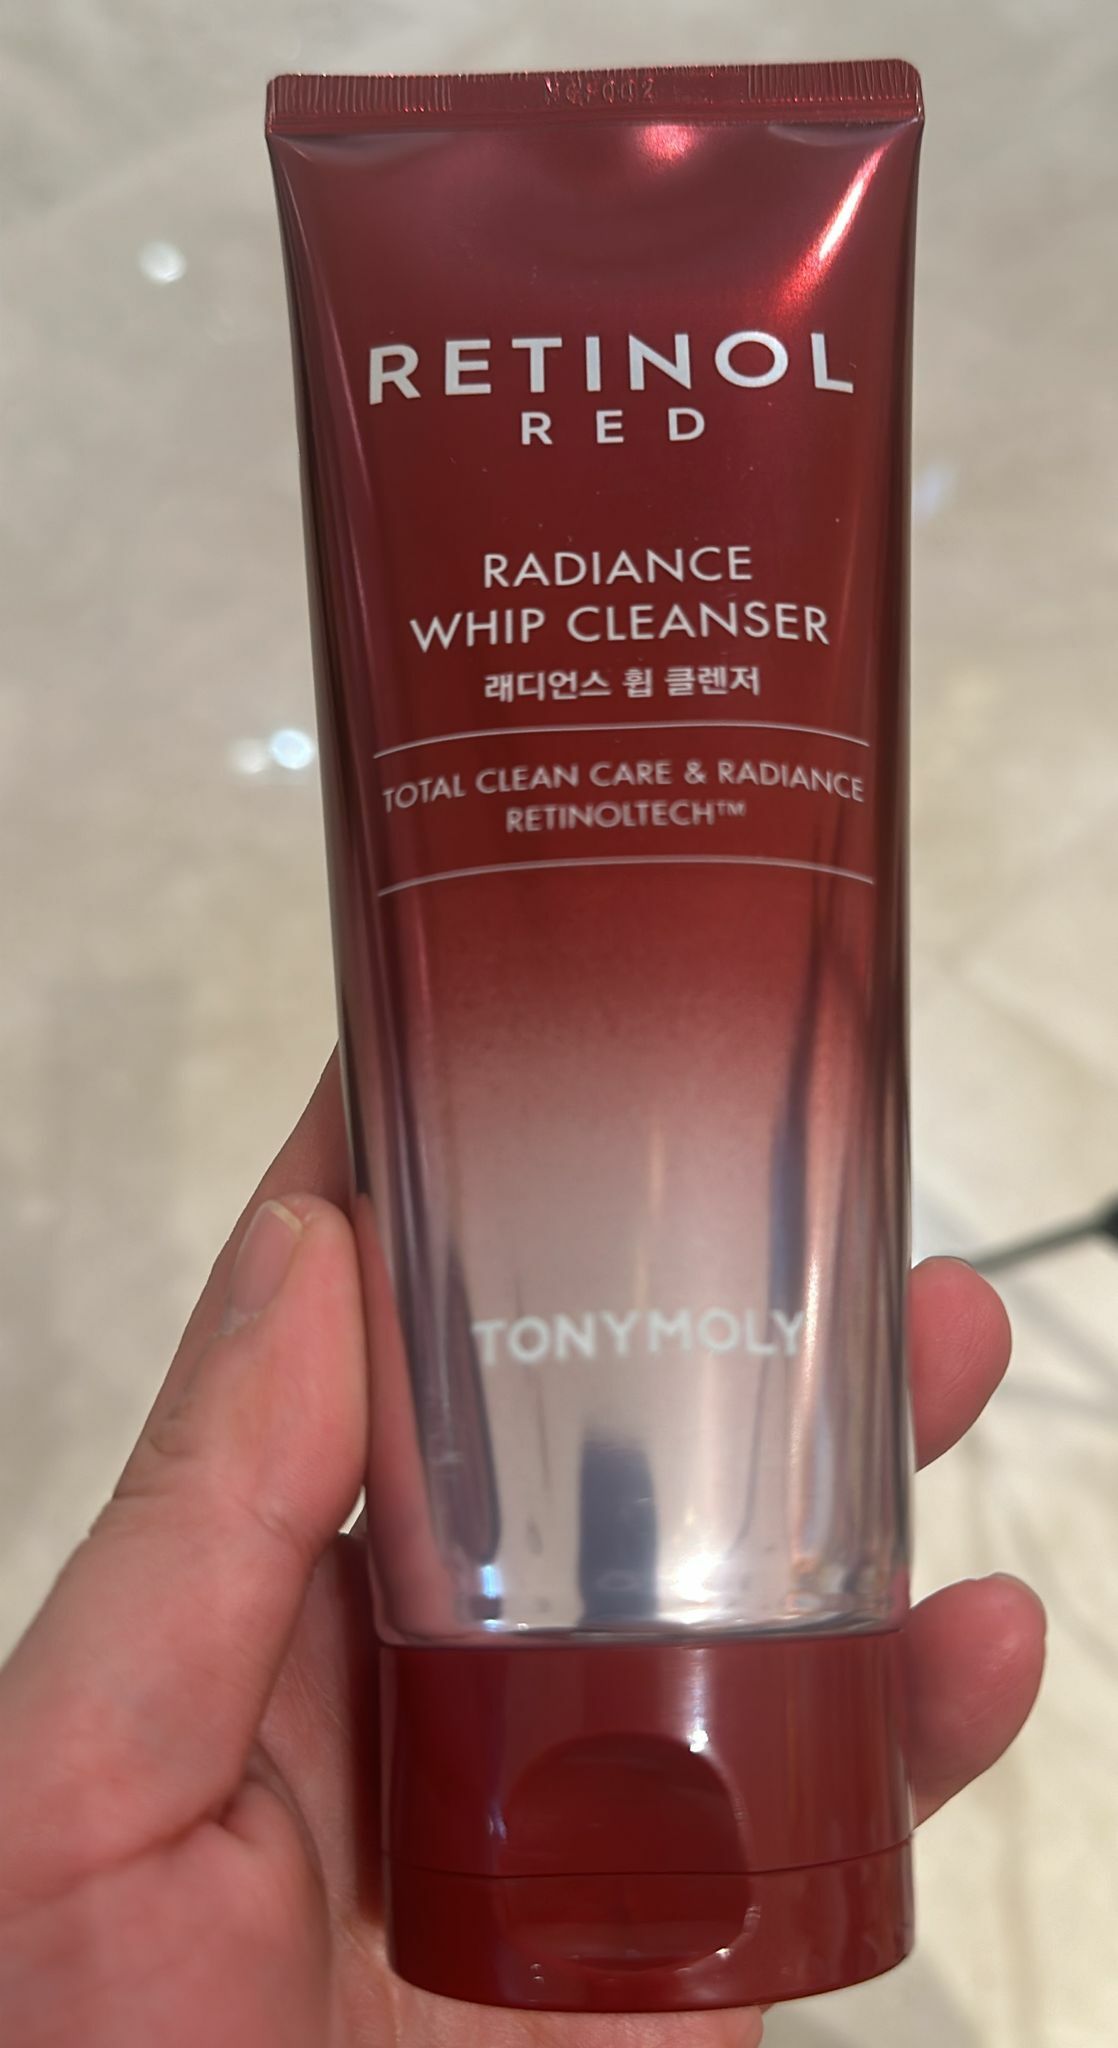 RETINOL
RED
RADIANCE
WHIP CLEANSER
래디언스 휩 클렌저
TOTAL CLEAN CARE & RADIANCE
RETINOLTECH™
TONYMOLY